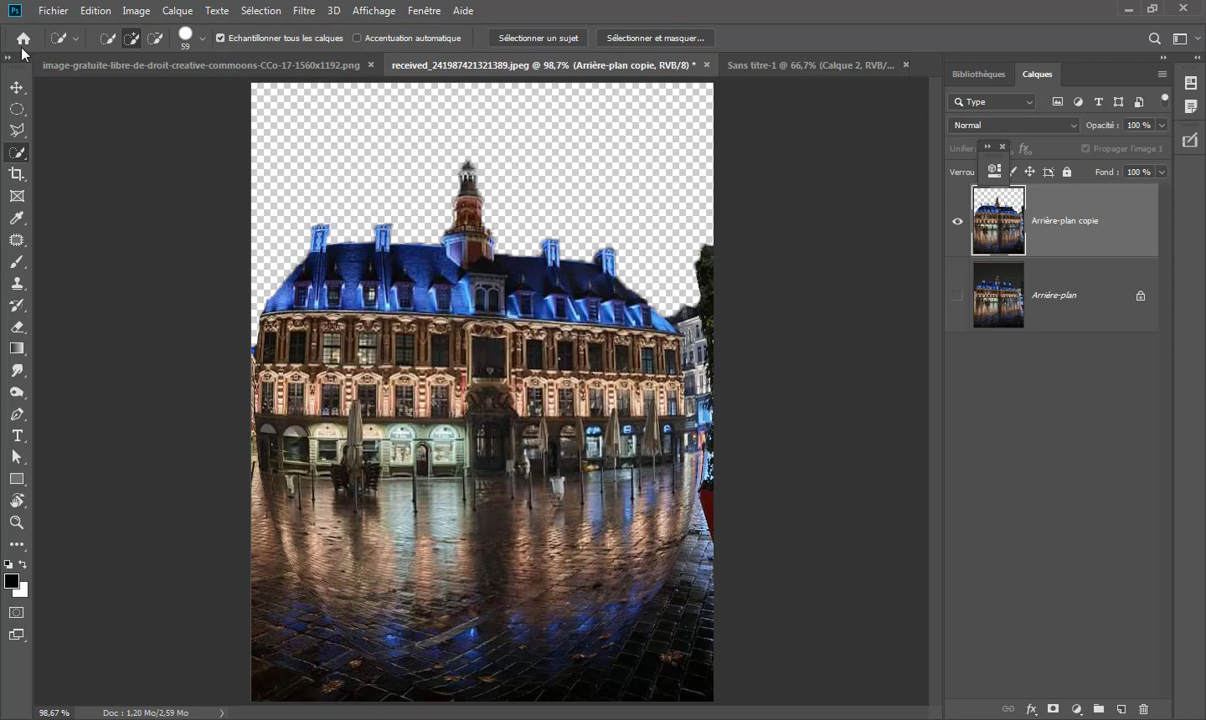 Ps Fichier Edition Image Calque Texte Sélection Filtre 3D Affichage Fenêtre Aide
59 Echantillonner tous les calques Accentuation automatique Sélectionner un sujet Sélectionner et masquer...
image-gratuite-libre-de-droit-creative-commoons-CCo-17-1560x1192.png received_241987421321389.jpeg @ 98,7% (Arrière-plan copie, RVB/8) * Sans titre-1 @ 66,7% (Calque 2, RVB/...
Bibliothèques Calques
Type
Normal Opacité : 100 %
Unifier Propager l'image 1
Verrou Fond : 100 %
Arrière-plan copie
Arrière-plan
98,67 % Doc : 1,20 Mo/2,59 Mo